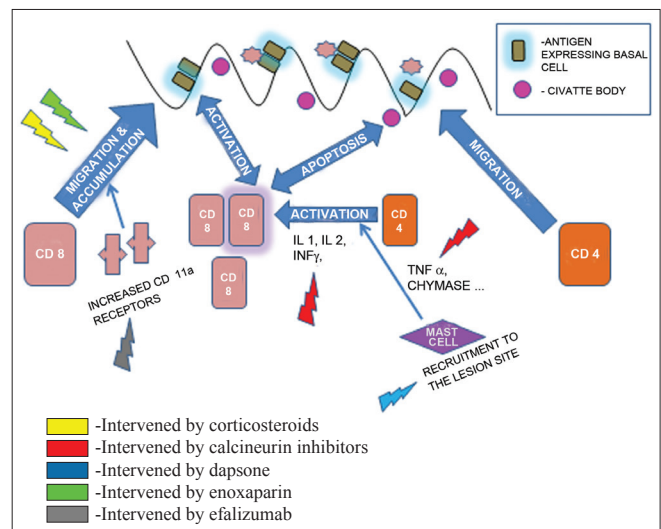 -ANTIGEN
EXPRESSING BASAL
CELL
- CIVATTE BODY
MIGRATION &
ACCUMULATION
ACTIVATION
APOPTOSIS
MIGRATION
CD 8
CD
8
CD
8
CD
8
ACTIVATION
CD
4
CD 4
IL 1, IL 2,
INFγ,
TNF α,
CHYMASE ...
INCREASED CD 11a
RECEPTORS
MAST
CELL
RECRUITMENT TO
THE LESION SITE
-Intervened by corticosteroids
-Intervened by calcineurin inhibitors
-Intervened by dapsone
-Intervened by enoxaparin
-Intervened by efalizumab